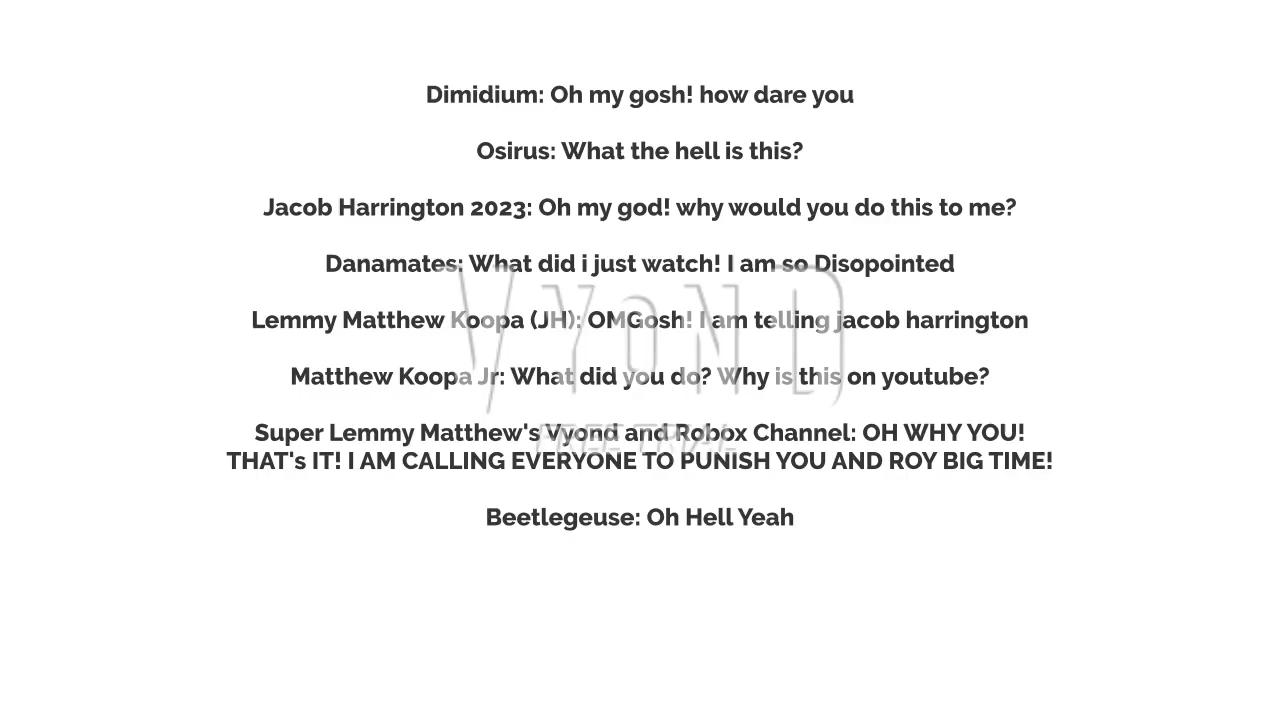 Dimidium: Oh my gosh! how dare you
Osirus: What the hell is this?
Jacob Harrington 2023: Oh my god! why would you do this to me?
Danamates: What did i just watch! I am so Disopointed
Lemmy Matthew Koopa (JH): OMGosh! I am telling jacob harrington
Matthew Koopa Jr: What did you do? Why is this on youtube?
Super Lemmy Matthew's Vyond and Robox Channel: OH WHY YOU!
THAT's IT! I AM CALLING EVERYONE TO PUNISH YOU AND ROY BIG TIME!
Beetlegeuse: Oh Hell Yeah
VYOND
FREE TRIAL